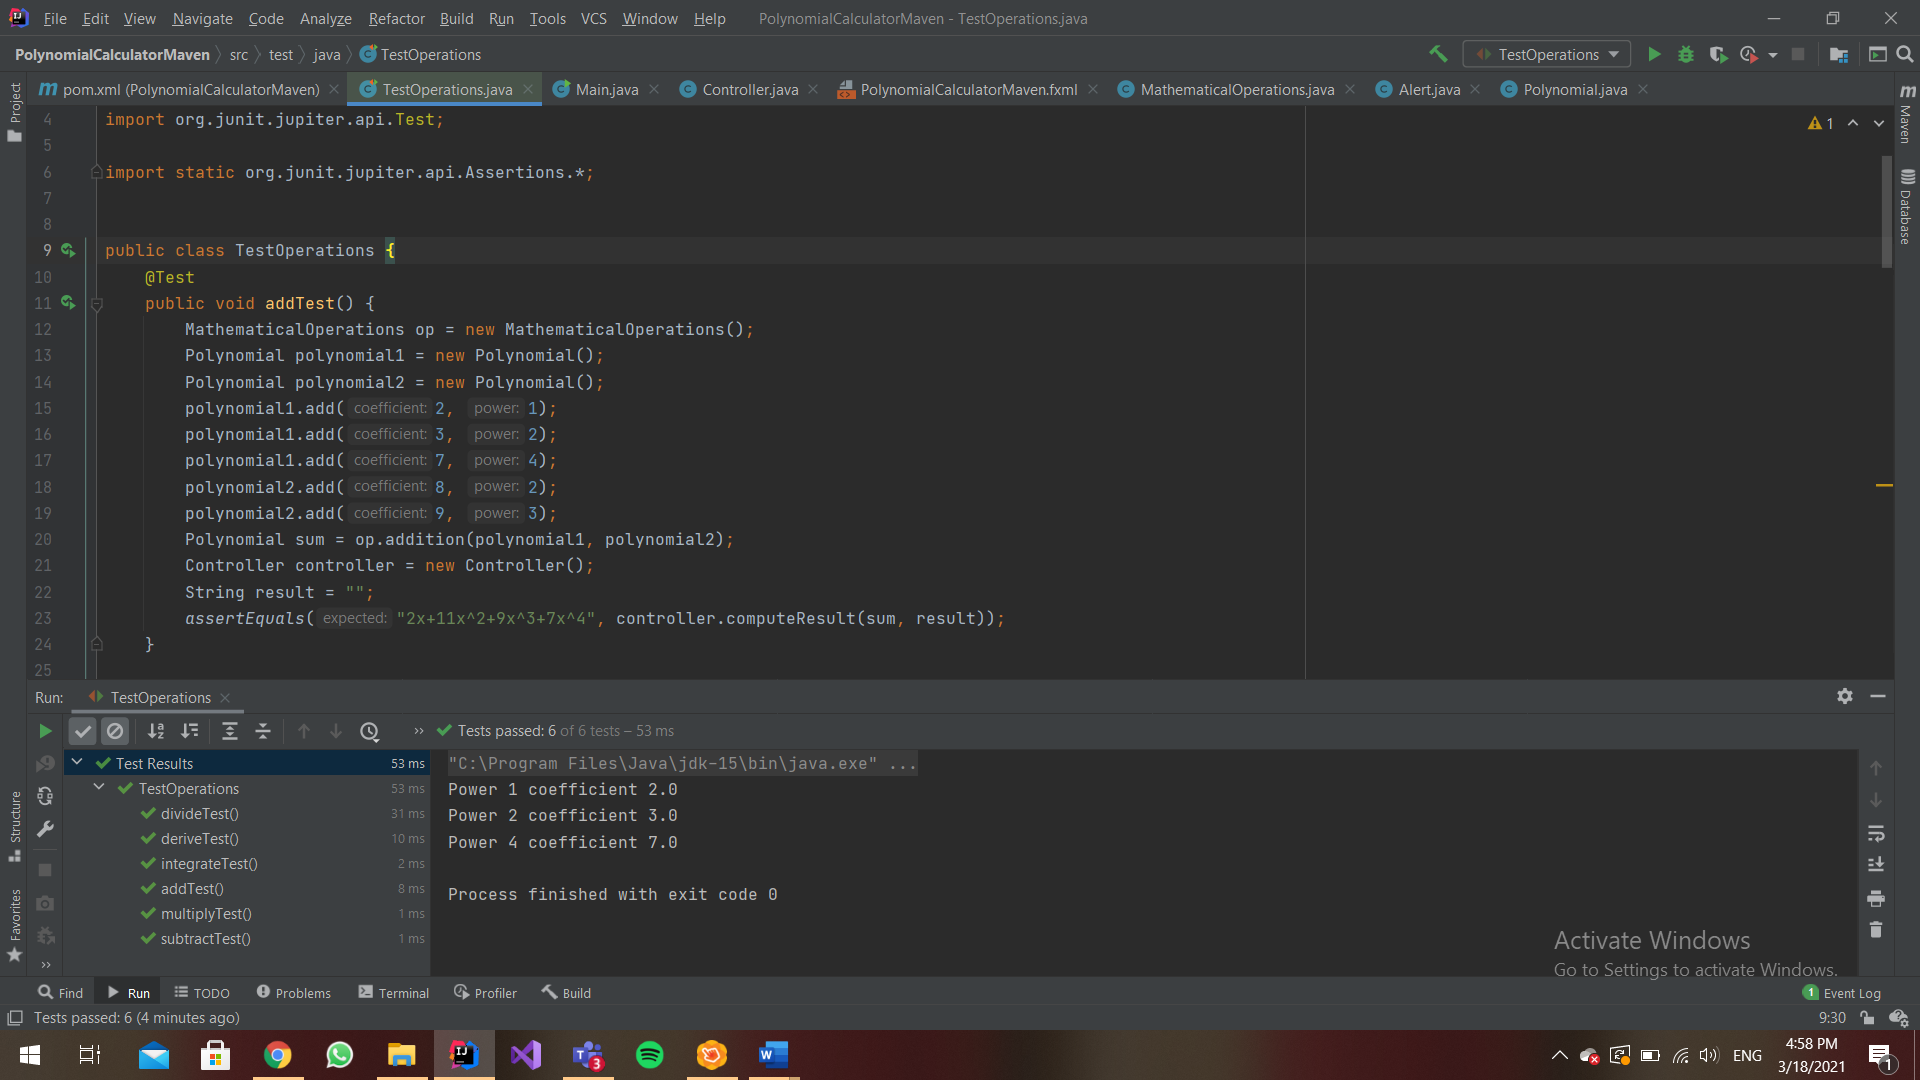 File Edit View Navigate Code Analyze Refactor Build Run Tools VCS Window Help PolynomialCalculatorMaven - TestOperations.java
PolynomialCalculatorMaven src test java TestOperations TestOperations
pom.xml (PolynomialCalculatorMaven) TestOperations.java Main.java Controller.java PolynomialCalculatorMaven.fxml MathematicalOperations.java Alert.java Polynomial.java
Project
Maven
Database
1
4 import org.junit.jupiter.api.Test;
5
6 import static org.junit.jupiter.api.Assertions.*;
7
8
9 public class TestOperations {
10 @Test
11 public void addTest() {
12 MathematicalOperations op = new MathematicalOperations();
13 Polynomial polynomial1 = new Polynomial();
14 Polynomial polynomial2 = new Polynomial();
15 polynomial1.add( coefficient: 2, power: 1);
16 polynomial1.add( coefficient: 3, power: 2);
17 polynomial1.add( coefficient: 7, power: 4);
18 polynomial2.add( coefficient: 8, power: 2);
19 polynomial2.add( coefficient: 9, power: 3);
20 Polynomial sum = op.addition(polynomial1, polynomial2);
21 Controller controller = new Controller();
22 String result = "";
23 assertEquals( expected: "2x+11x^2+9x^3+7x^4", controller.computeResult(sum, result));
24 }
25
Run: TestOperations
Tests passed: 6 of 6 tests – 53 ms
Test Results 53 ms
TestOperations 53 ms
divideTest() 31 ms
deriveTest() 10 ms
integrateTest() 2 ms
addTest() 8 ms
multiplyTest() 1 ms
subtractTest() 1 ms
"C:\Program Files\Java\jdk-15\bin\java.exe" ...
Power 1 coefficient 2.0
Power 2 coefficient 3.0
Power 4 coefficient 7.0
Process finished with exit code 0
Structure
Favorites
Activate Windows
Go to Settings to activate Windows.
Find Run TODO Problems Terminal Profiler Build 1 Event Log
Tests passed: 6 (4 minutes ago) 9:30
3 ENG 4:58 PM
3/18/2021
1